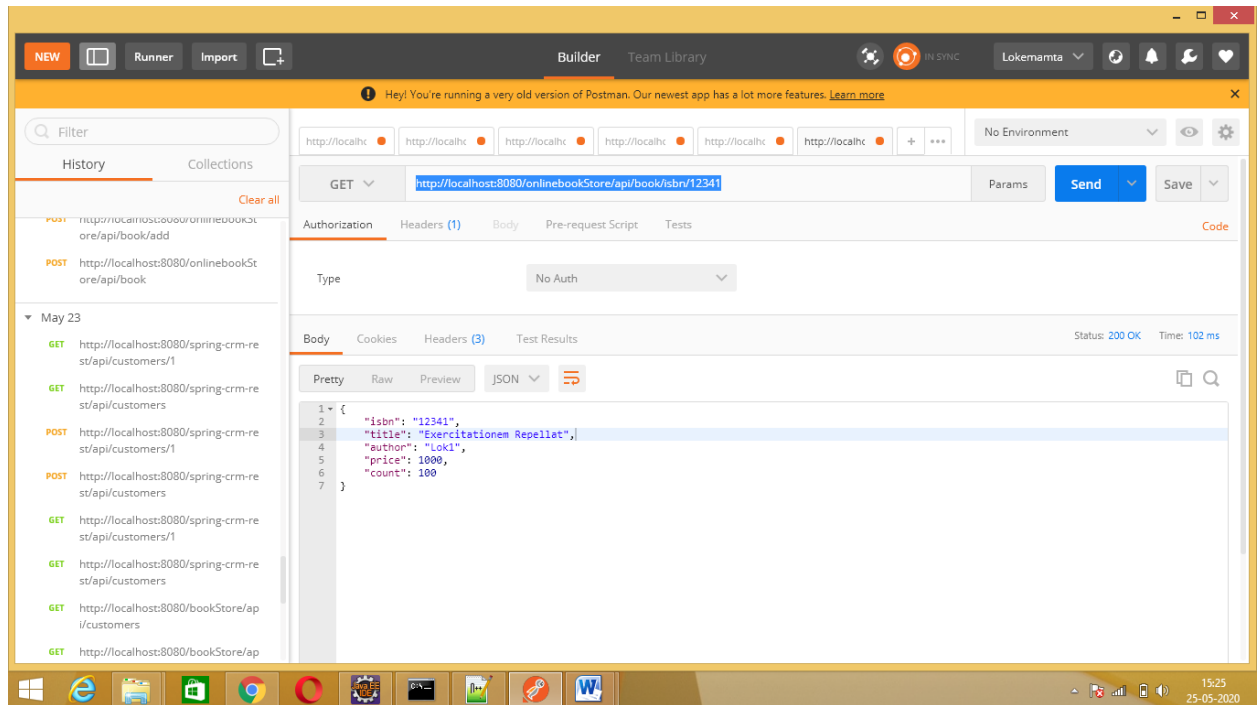 NEW Runner Import Builder Team Library IN SYNC Lokemamta
Hey! You're running a very old version of Postman. Our newest app has a lot more features. Learn more
Filter
History Collections
Clear all
http://localhost:8080/onlinebookSt
ore/api/book/add
POST http://localhost:8080/onlinebookSt
ore/api/book
May 23
GET http://localhost:8080/spring-crm-re
st/api/customers/1
GET http://localhost:8080/spring-crm-re
st/api/customers
POST http://localhost:8080/spring-crm-re
st/api/customers/1
POST http://localhost:8080/spring-crm-re
st/api/customers
GET http://localhost:8080/spring-crm-re
st/api/customers/1
GET http://localhost:8080/spring-crm-re
st/api/customers
GET http://localhost:8080/bookStore/ap
i/customers
GET http://localhost:8080/bookStore/ap
http://localhc http://localhc http://localhc http://localhc http://localhc http://localhc + ••• No Environment
GET http://localhost:8080/onlinebookStore/api/book/isbn/12341 Params Send Save
Authorization Headers (1) Body Pre-request Script Tests Code
Type No Auth
Body Cookies Headers (3) Test Results Status: 200 OK Time: 102 ms
Pretty Raw Preview JSON
1 {
2 "isbn": "12341",
3 "title": "Exercitationem Repellat",
4 "author": "Lok1",
5 "price": 1000,
6 "count": 100
7 }
15:25
25-05-2020